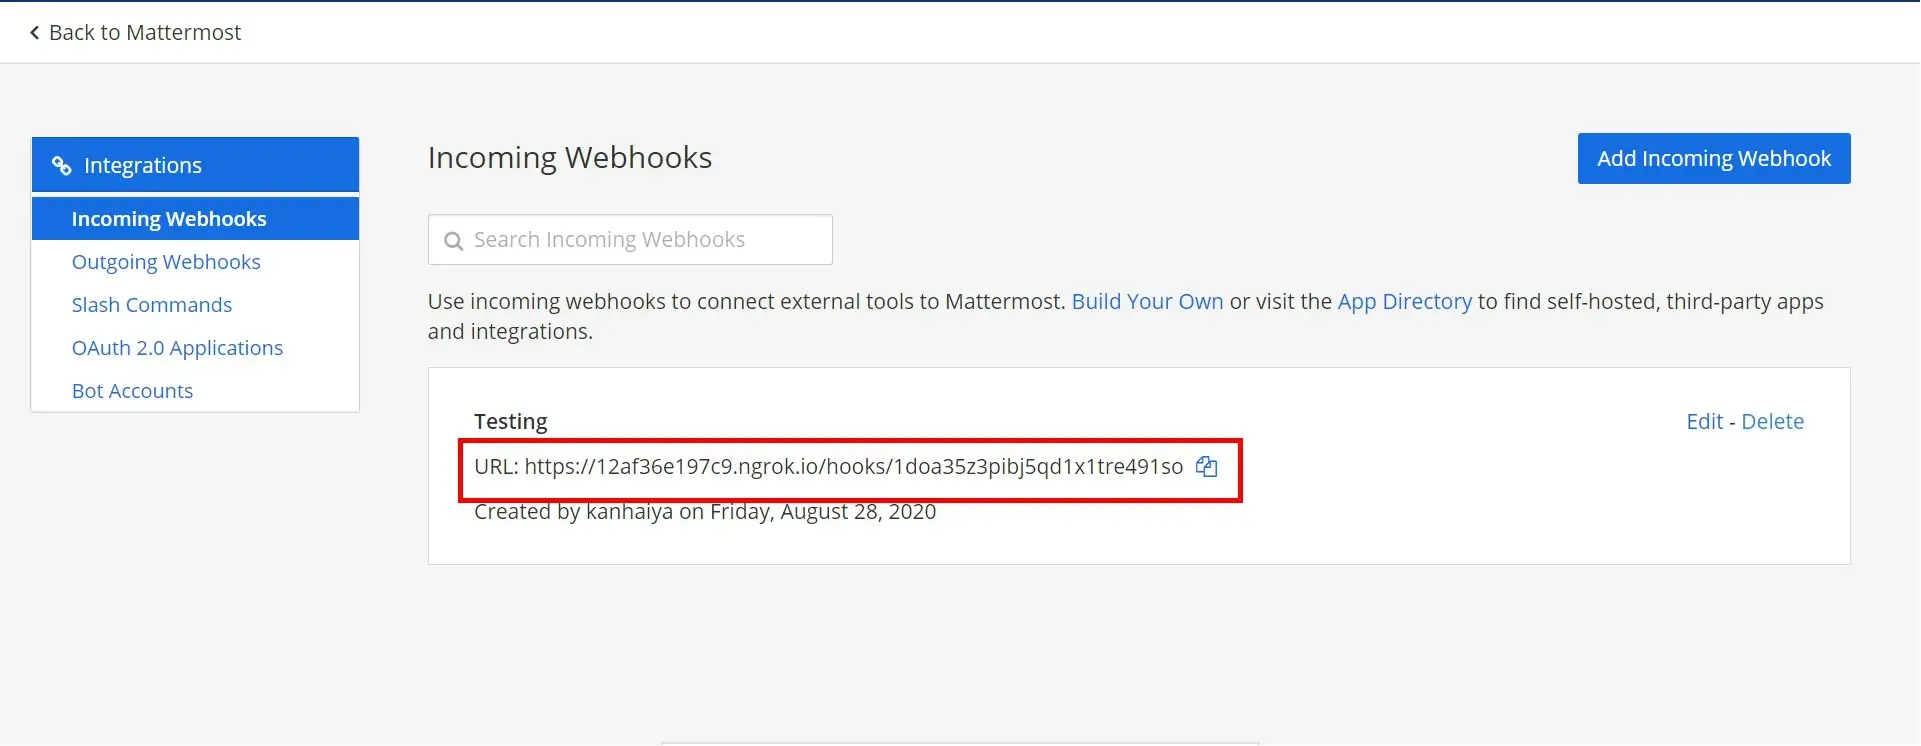 Back to Mattermost
Integrations
Incoming Webhooks
Outgoing Webhooks
Slash Commands
OAuth 2.0 Applications
Bot Accounts
Incoming Webhooks
Add Incoming Webhook
Search Incoming Webhooks
Use incoming webhooks to connect external tools to Mattermost. Build Your Own or visit the App Directory to find self-hosted, third-party apps
and integrations.
Testing
Edit - Delete
URL: https://12af36e197c9.ngrok.io/hooks/1doa35z3pibj5qd1x1tre491so
Created by kanhaiya on Friday, August 28, 2020